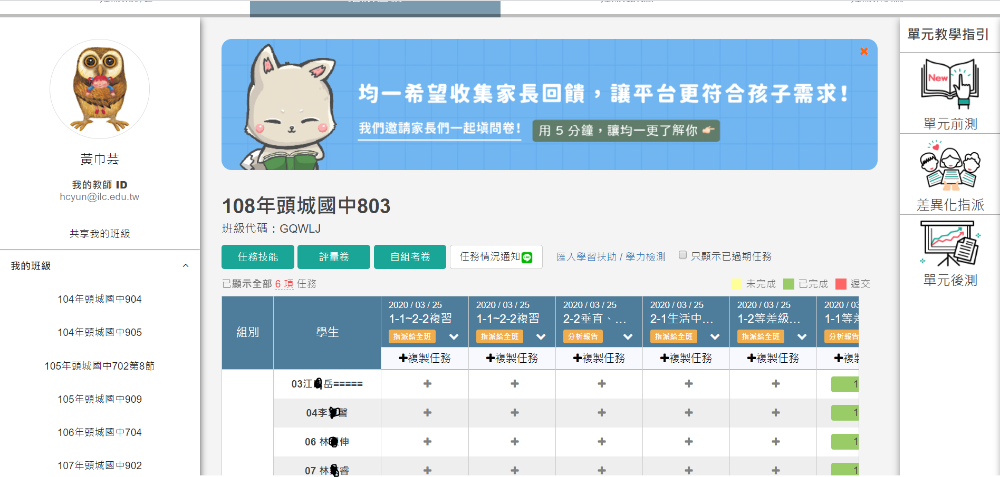 指派任務
黃巾芸
我的教師 ID
hcyun@ilc.edu.tw
共享我的班級
我的班級
104年頭城國中904
104年頭城國中905
105年頭城國中702第8節
105年頭城國中909
106年頭城國中704
107年頭城國中902
均一希望收集家長回饋，讓平台更符合孩子需求！
我們邀請家長們一起填問卷！ 用 5 分鐘，讓均一更了解你
108年頭城國中803
班級代碼：GQWLJ
任務技能 評量卷 自組考卷 任務情況通知 LINE 匯入學習扶助 / 學力檢測 只顯示已過期任務
已顯示全部 6 項 任務 未完成 已完成 遲交
組別 學生
2020 / 03 / 25 2020 / 03 / 25 2020 / 03 / 25 2020 / 03 / 25 2020 / 03 / 25 2020 / 03
1-1~2-2複習 1-1~2-2複習 2-2垂直、... 2-1生活中... 1-2等差級... 1-1等差
指派給全班 指派給全班 分析報告 指派給全班 指派給全班 分析報告
+複製任務 +複製任務 +複製任務 +複製任務 +複製任務 +複製
03江 岳===== + + + + + 1
04李 馨 + + + + + 1
06 林 伸 + + + + + 1
07 林 睿 + + + + + 1
單元教學指引
New
單元前測
差異化指派
單元後測